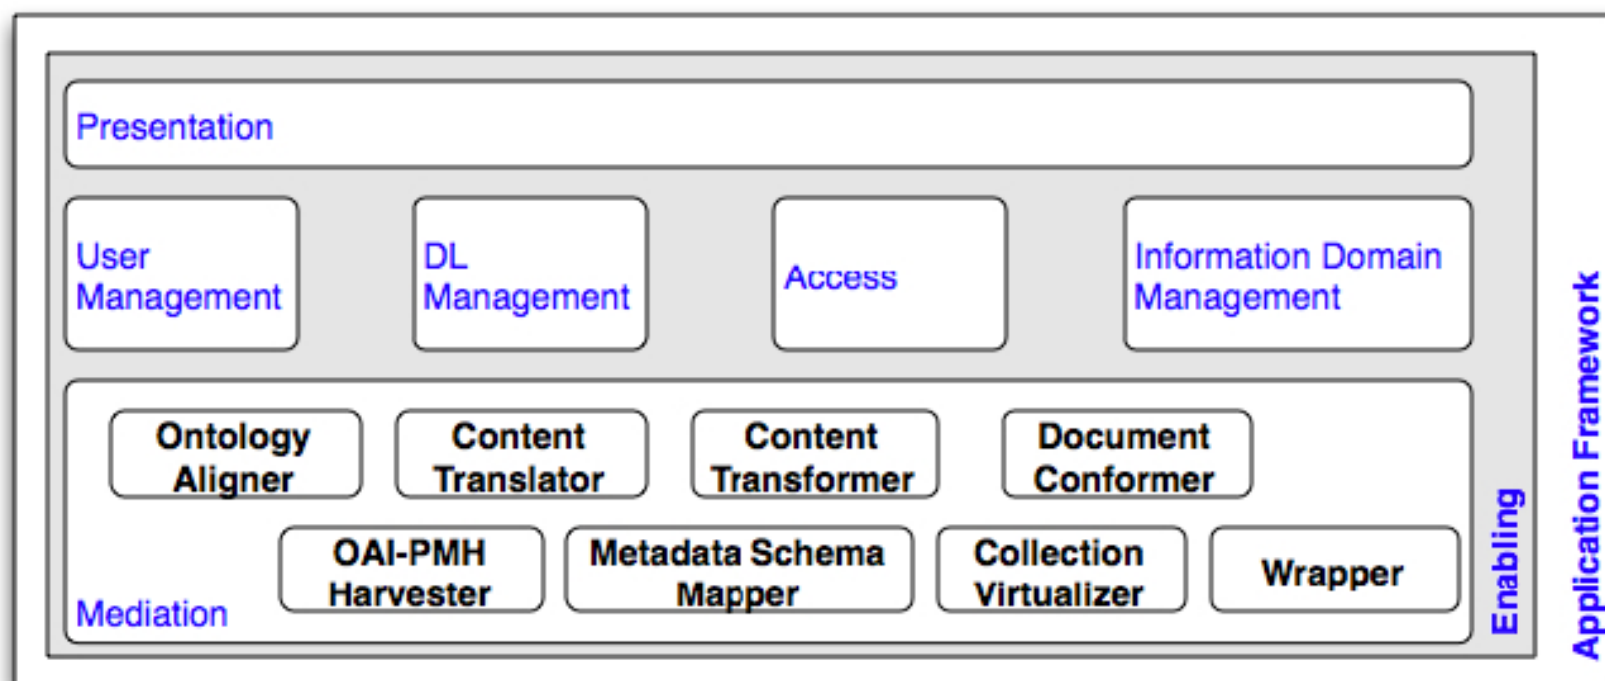 Presentation
User
Management
DL
Management
Access
Information Domain
Management
Ontology
Aligner
Content
Translator
Content
Transformer
Document
Conformer
OAI-PMH
Harvester
Metadata Schema
Mapper
Collection
Virtualizer
Wrapper
Mediation
Enabling
Application Framework